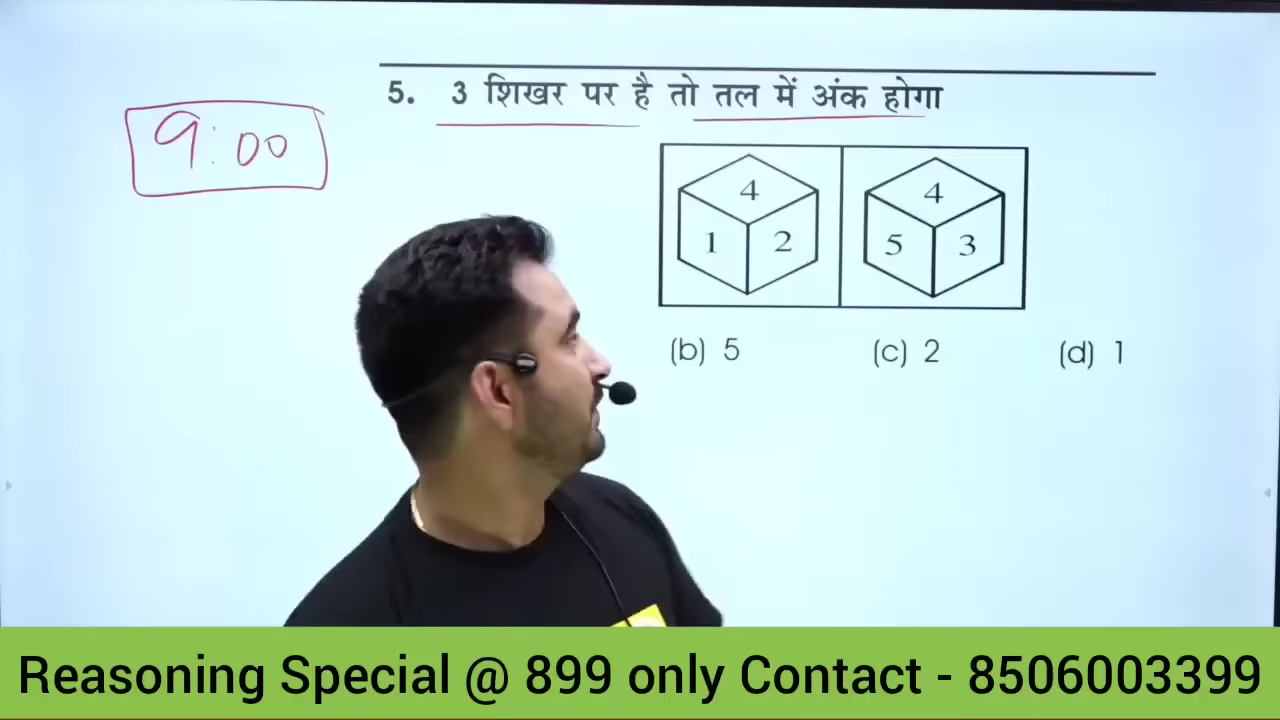 5. 3 शिखर पर है तो तल में अंक होगा
9:00
4 1 2
4 5 3
(b) 5 (c) 2 (d) 1
Reasoning Special @ 899 only Contact - 8506003399